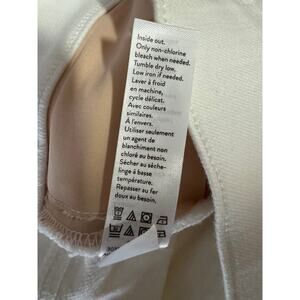 Inside out.
Only non-chlorine
bleach when needed.
Tumble dry low.
Low iron if needed.
Laver à froid
en machine,
cycle délicat.
Avec couleurs
similaires.
À l'envers.
Utiliser seulement
un agent de
blanchiment non
chloré au besoin.
Sécher au sèche-
linge à basse
température.
Repasser au fer
doux au besoin.